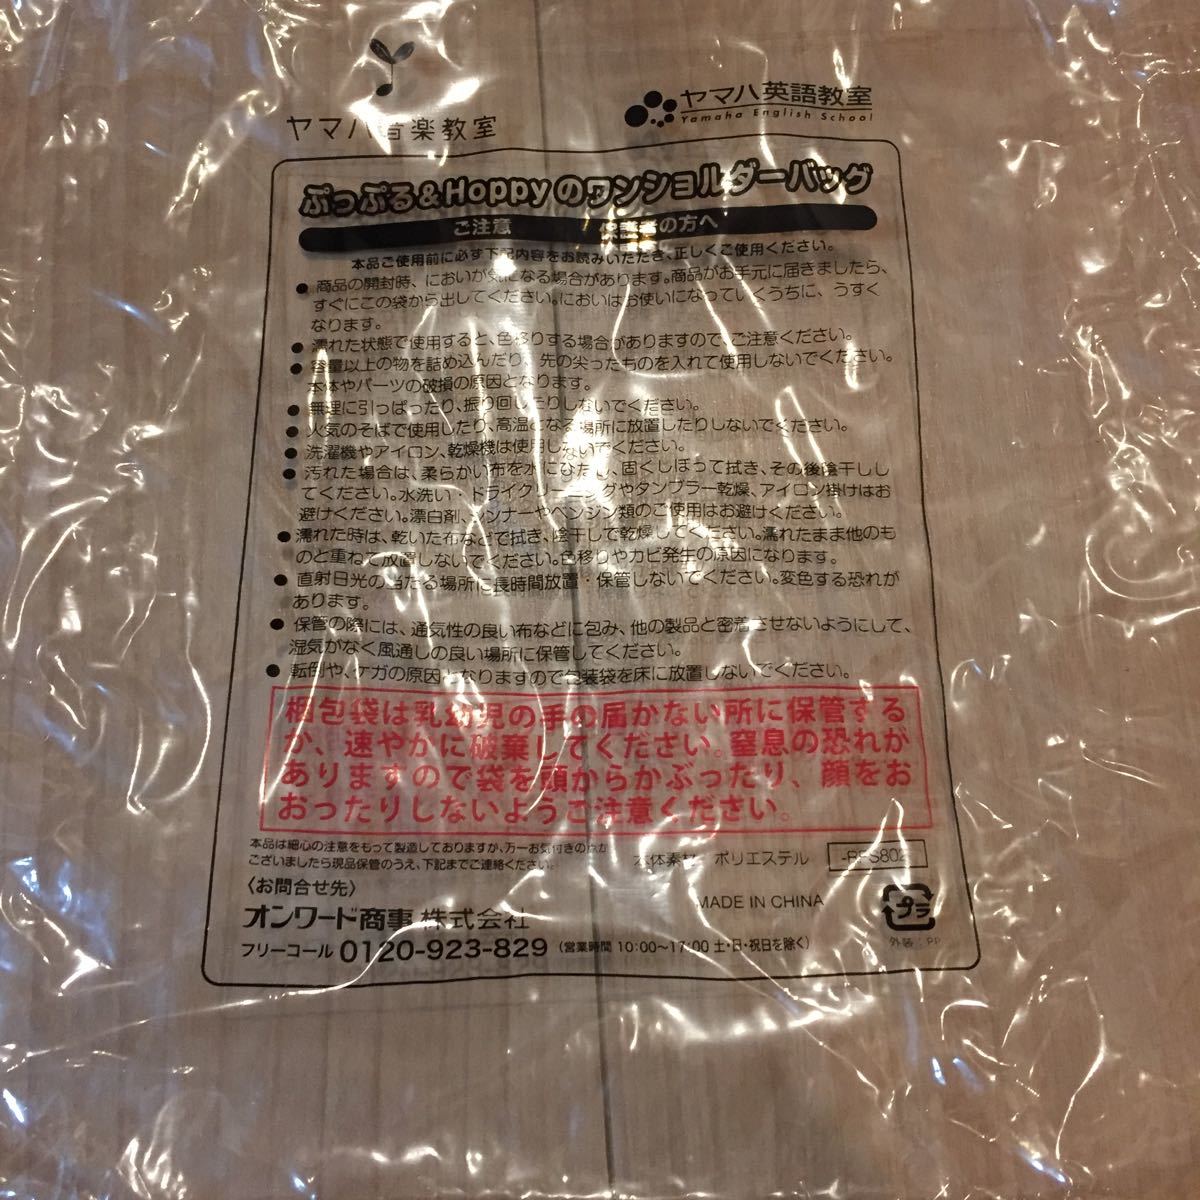 ヤマハ音楽教室
ヤマハ英語教室
Yamaha English School
ぷっぷる&Hoppyのワンショルダーバッグ
ご注意 保護者の方へ
本品ご使用前に必ず下記内容をお読みいただき、正しくご使用ください。
● 商品の開封時、においが気になる場合があります。商品がお手元に届きましたら、
すぐにこの袋から出してください。においはお使いになっていくうちに、うすく
なります。
● 濡れた状態で使用すると、色移りする場合がありますので、ご注意ください。
● 容量以上の物を詰め込んだり、先の尖ったものを入れて使用しないでください。
本体やパーツの破損の原因となります。
● 無理に引っぱったり、振り回したりしないでください。
● 火気のそばで使用したり、高温となる場所に放置したりしないでください。
● 洗濯機やアイロン、乾燥機は使用しないでください。
● 汚れた場合は、柔らかい布を水にひたし、固くしぼって拭き、その後陰干しし
てください。水洗い・ドライクリーニングやタンブラー乾燥、アイロン掛けはお
避けください。漂白剤、シンナーやベンジン類のご使用はお避けください。
● 濡れた時は、乾いた布などで拭き、陰干しで乾燥してください。濡れたまま他のも
のと重ねて放置しないでください。色移りやカビ発生の原因になります。
● 直射日光の当たる場所に長時間放置・保管しないでください。変色する恐れが
あります。
● 保管の際には、通気性の良い布などに包み、他の製品と密着させないようにして、
湿気がなく風通しの良い場所に保管してください。
● 転倒や、ケガの原因となりますので包装袋を床に放置しないでください。
梱包袋は乳幼児の手の届かない所に保管する
か、速やかに破棄してください。窒息の恐れが
ありますので袋を頭からかぶったり、顔をお
おったりしないようご注意ください。
本品は細心の注意をもって製造しておりますが、万一お気付きの点が
ございましたら現品保管のうえ、下記までご連絡ください。
本体素材 ポリエステル
〈お問合せ先〉
オンワード商事 株式会社
MADE IN CHINA
プラ
外装:PP
フリーコール 0120-923-829 (営業時間 10:00~17:00 土・日・祝日を除く)